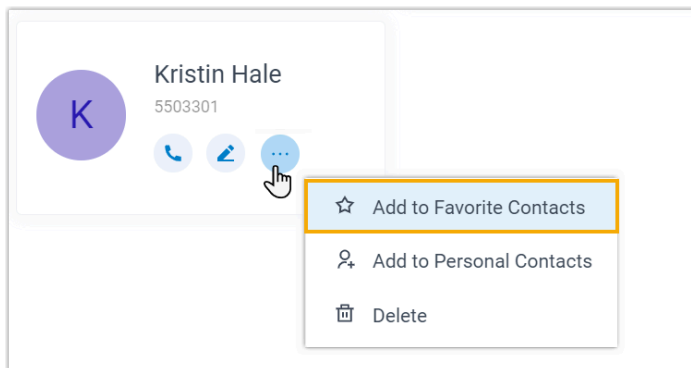 Kristin Hale
K
5503301
Add to Favorite Contacts
Add to Personal Contacts
Delete